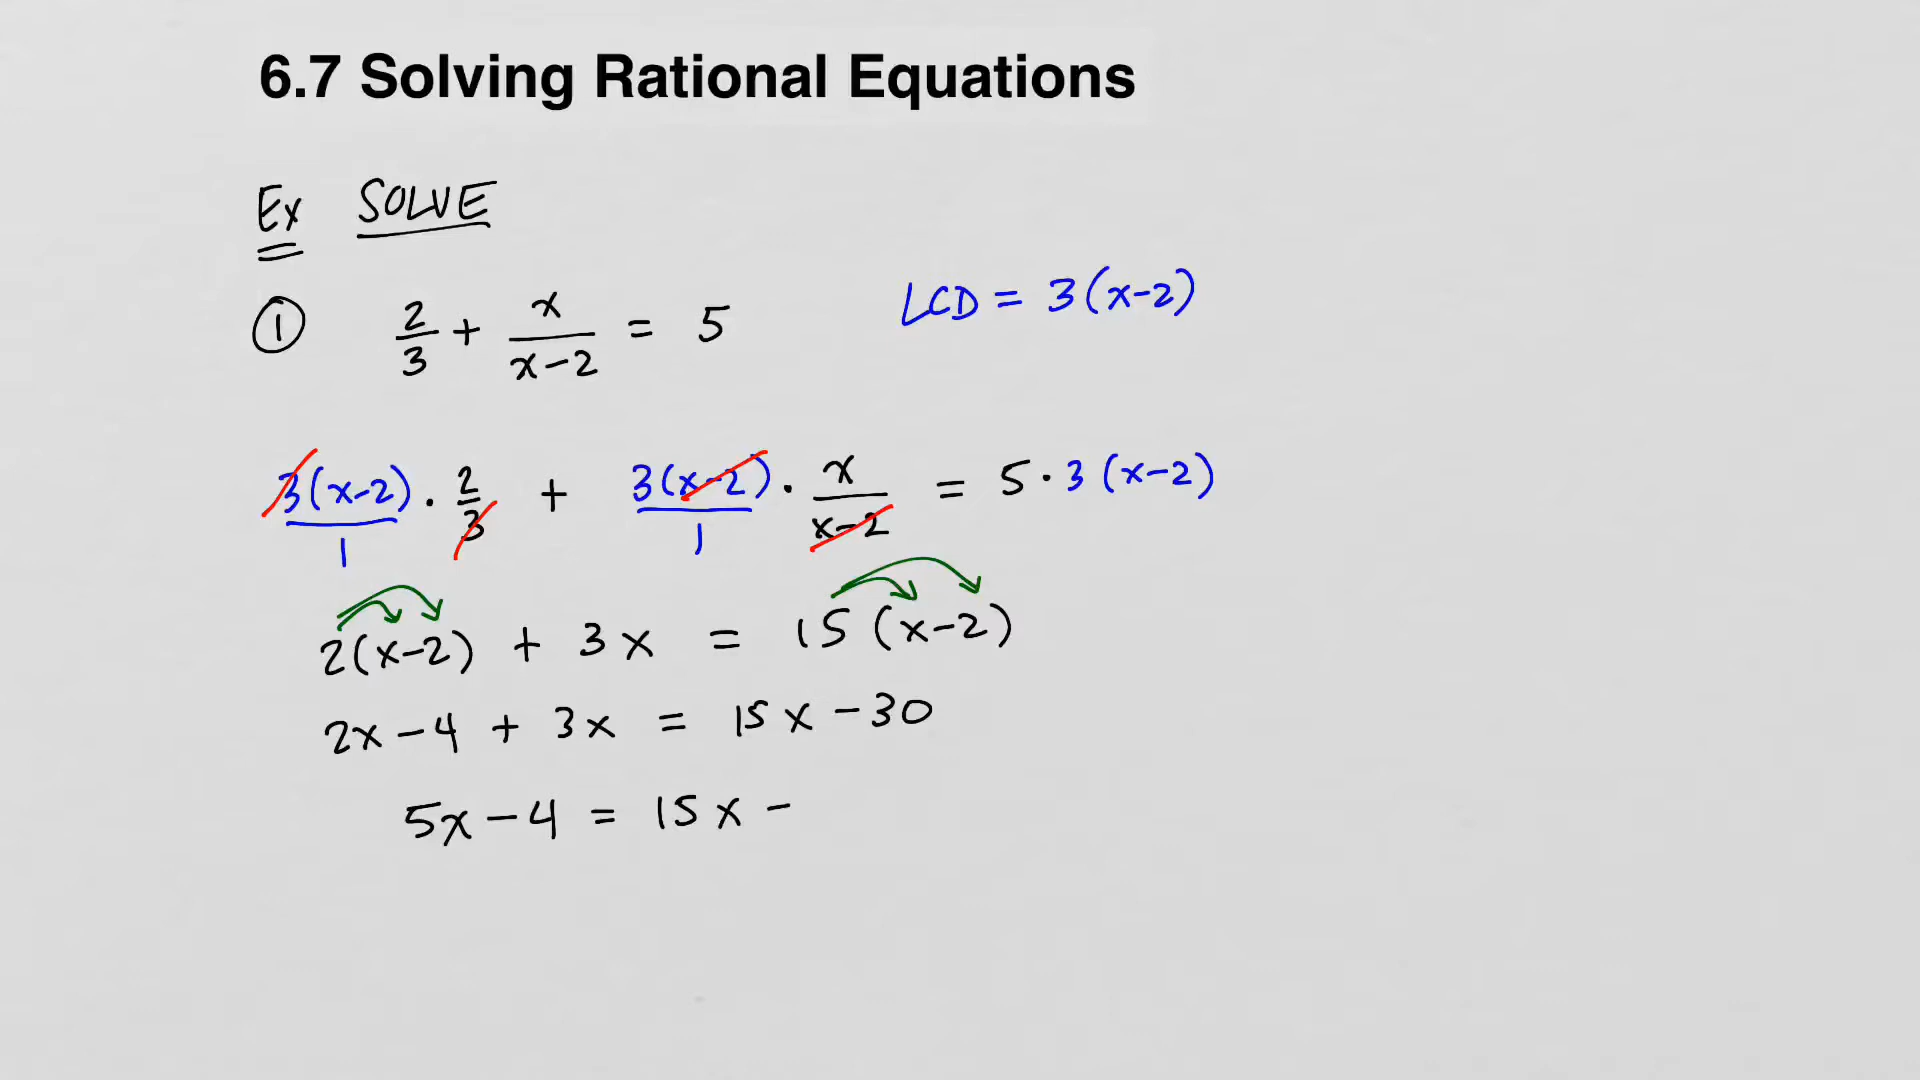 6.7 Solving Rational Equations
Ex SOLVE
① 2/3 + x/(x-2) = 5
LCD = 3(x-2)
3(x-2)/1 · 2/3 + 3(x-2)/1 · x/(x-2) = 5 · 3(x-2)
2(x-2) + 3x = 15(x-2)
2x - 4 + 3x = 15x - 30
5x - 4 = 15x -